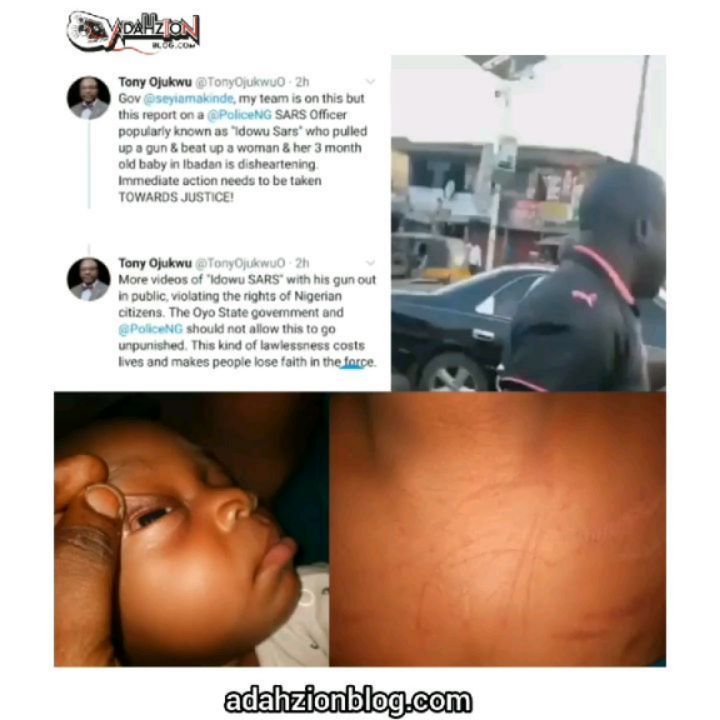 ADAHZION
BLOG.COM
Tony Ojukwu @TonyOjukwuO · 2h
Gov @seyiamakinde, my team is on this but
this report on a @PoliceNG SARS Officer
popularly known as "Idowu Sars" who pulled
up a gun & beat up a woman & her 3 month
old baby in Ibadan is disheartening.
Immediate action needs to be taken
TOWARDS JUSTICE!
Tony Ojukwu @TonyOjukwuO · 2h
More videos of "Idowu SARS" with his gun out
in public, violating the rights of Nigerian
citizens. The Oyo State government and
@PoliceNG should not allow this to go
unpunished. This kind of lawlessness costs
lives and makes people lose faith in the force.
adahzionblog.com